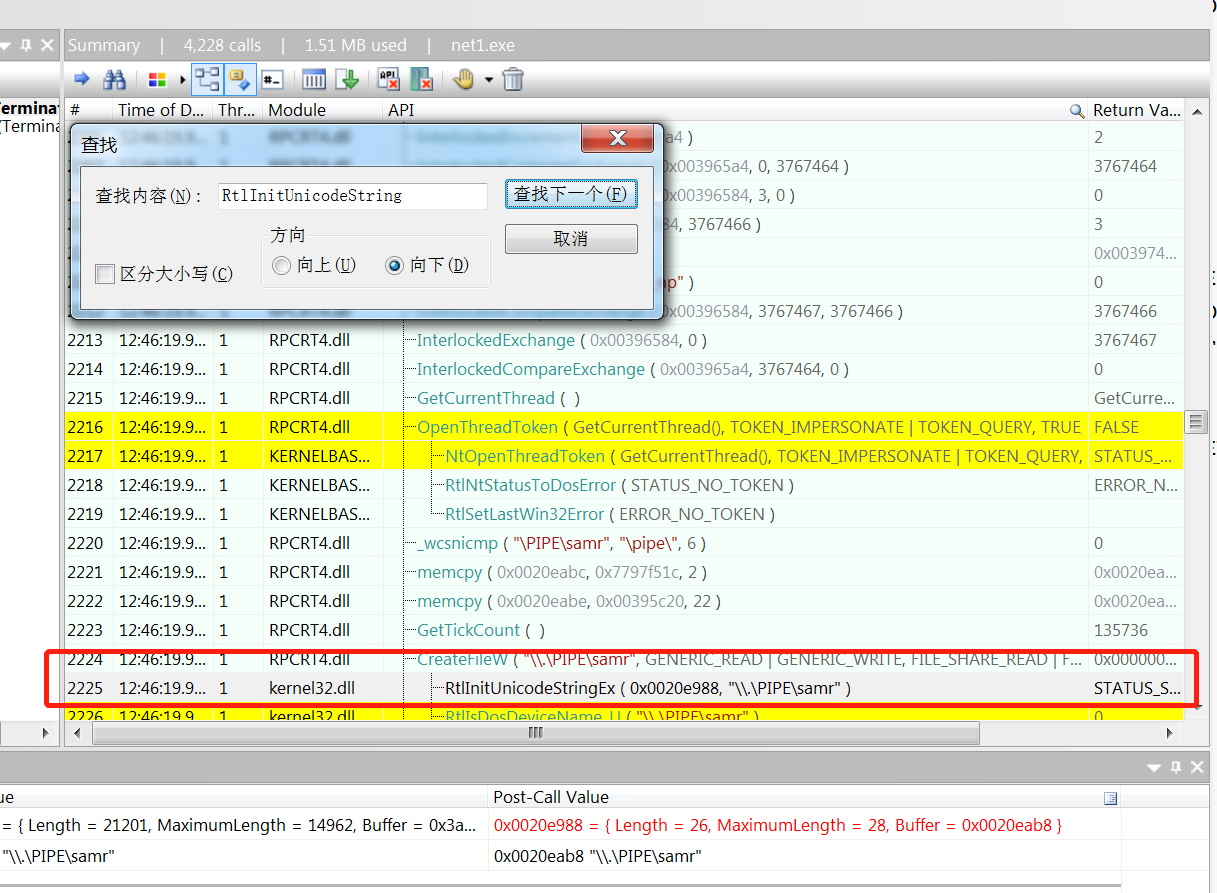 Summary | 4,228 calls | 1.51 MB used | net1.exe
# Time of D... Thr... Module API Return Va...
(Termina
a4 ) 2
0x003965a4, 0, 3767464 ) 3767464
0x00396584, 3, 0 ) 0
84, 3767466 ) 3
0x003974...
p" ) 0
0x00396584, 3767467, 3767466 ) 3767466
查找
查找内容(N): RtlInitUnicodeString 查找下一个(F)
方向 取消
区分大小写(C) 向上(U) 向下(D)
2213 12:46:19.9... 1 RPCRT4.dll InterlockedExchange ( 0x00396584, 0 ) 3767467
2214 12:46:19.9... 1 RPCRT4.dll InterlockedCompareExchange ( 0x003965a4, 3767464, 0 ) 0
2215 12:46:19.9... 1 RPCRT4.dll GetCurrentThread ( ) GetCurre...
2216 12:46:19.9... 1 RPCRT4.dll OpenThreadToken ( GetCurrentThread(), TOKEN_IMPERSONATE | TOKEN_QUERY, TRUE FALSE
2217 12:46:19.9... 1 KERNELBAS... NtOpenThreadToken ( GetCurrentThread(), TOKEN_IMPERSONATE | TOKEN_QUERY, STATUS_...
2218 12:46:19.9... 1 KERNELBAS... RtlNtStatusToDosError ( STATUS_NO_TOKEN ) ERROR_N...
2219 12:46:19.9... 1 KERNELBAS... RtlSetLastWin32Error ( ERROR_NO_TOKEN )
2220 12:46:19.9... 1 RPCRT4.dll _wcsnicmp ( "\PIPE\samr", "\pipe\", 6 ) 0
2221 12:46:19.9... 1 RPCRT4.dll memcpy ( 0x0020eabc, 0x7797f51c, 2 ) 0x0020ea...
2222 12:46:19.9... 1 RPCRT4.dll memcpy ( 0x0020eabe, 0x00395c20, 22 ) 0x0020ea...
2223 12:46:19.9... 1 RPCRT4.dll GetTickCount ( ) 135736
2224 12:46:19.9... 1 RPCRT4.dll CreateFileW ( "\\.\PIPE\samr", GENERIC_READ | GENERIC_WRITE, FILE_SHARE_READ | F... 0x000000...
2225 12:46:19.9... 1 kernel32.dll RtlInitUnicodeStringEx ( 0x0020e988, "\\.\PIPE\samr" ) STATUS_S...
2226 12:46:19.9... 1 kernel32.dll RtlIsDosDeviceName_U ( "\\.\PIPE\samr" ) 0
ue Post-Call Value
= { Length = 21201, MaximumLength = 14962, Buffer = 0x3a... 0x0020e988 = { Length = 26, MaximumLength = 28, Buffer = 0x0020eab8 }
"\\.\PIPE\samr" 0x0020eab8 "\\.\PIPE\samr"